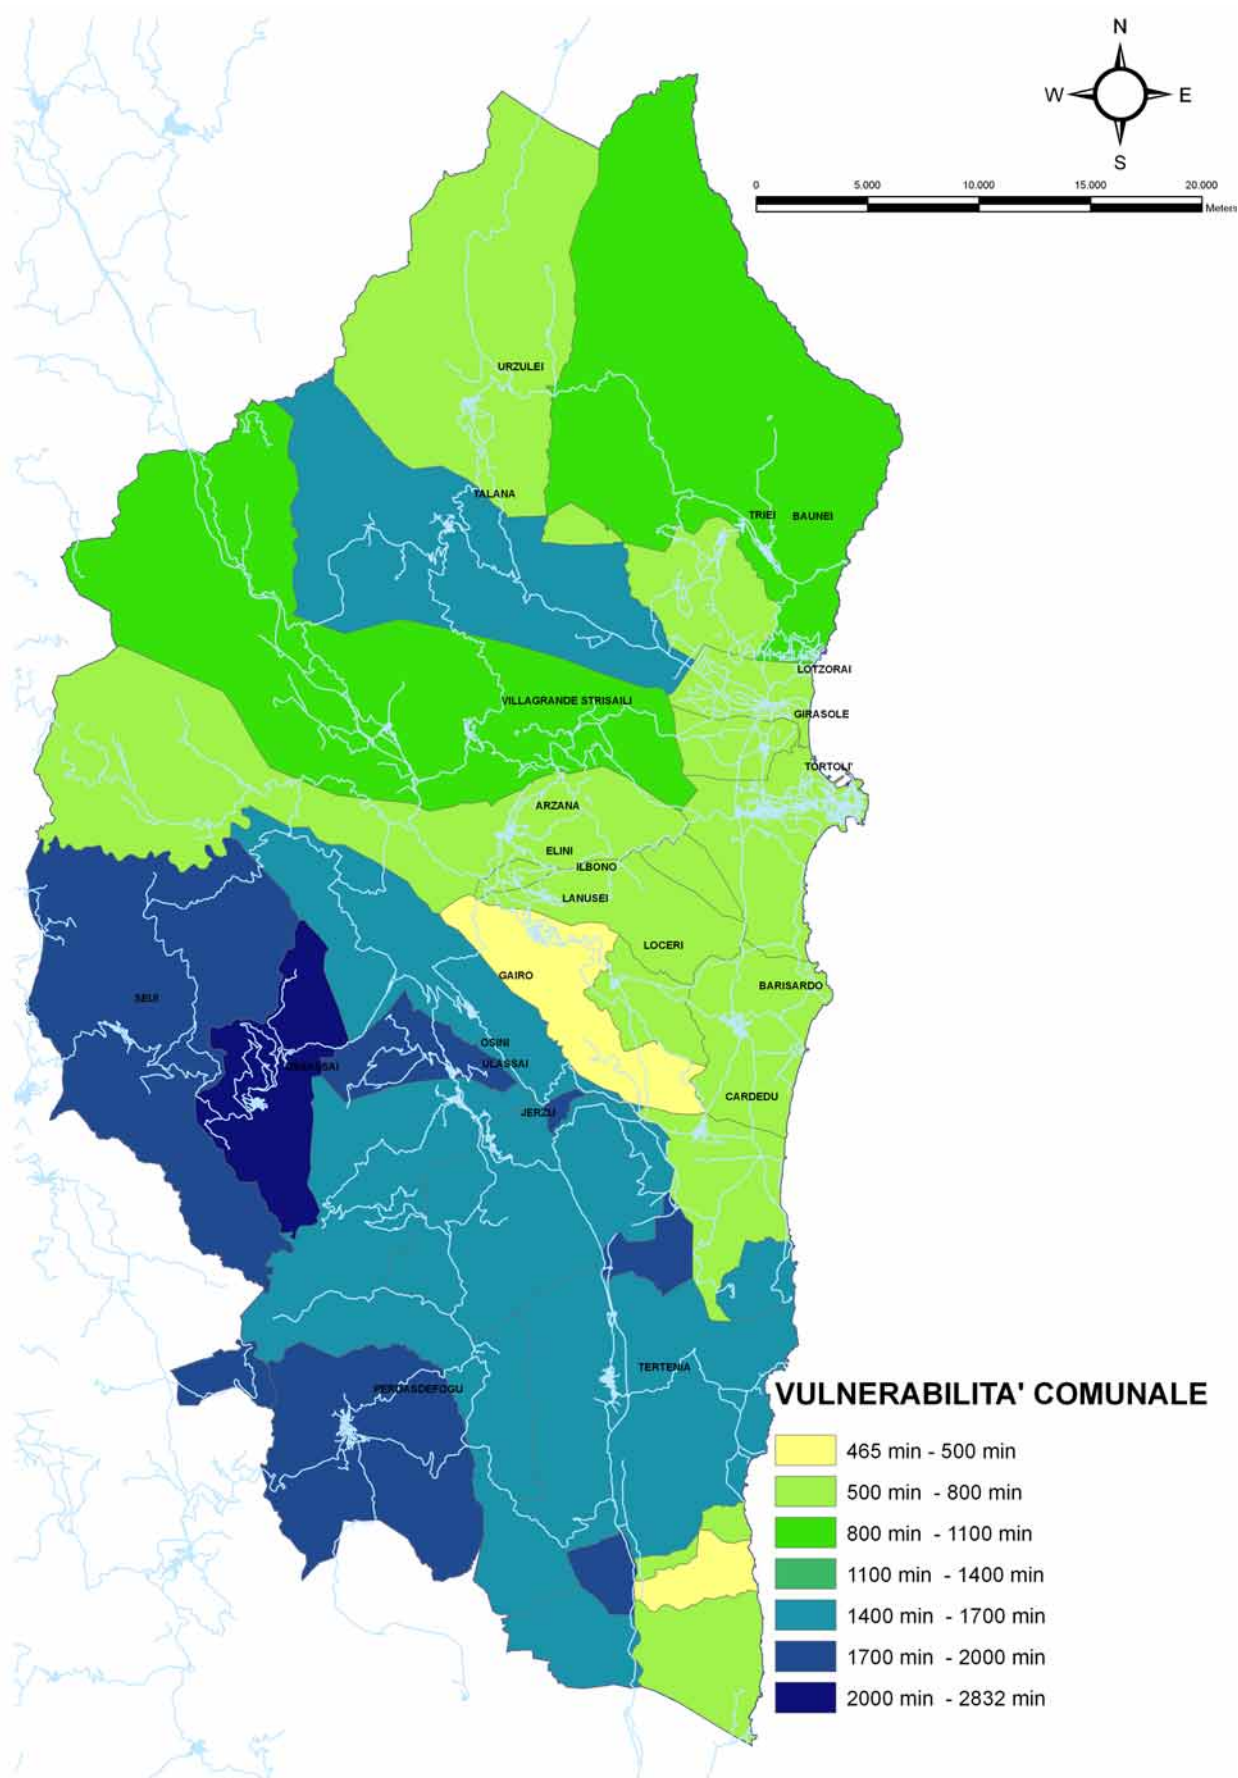 N
W E
S
0 5.000 10.000 15.000 20.000
Meters
URZULEI
TALANA
TRIEI BAUNEI
LOTZORAI
VILLAGRANDE STRISAILI
GIRASOLE
TORTOLI'
ARZANA
ELINI
ILBONO
LANUSEI
LOCERI
GAIRO
BARISARDO
SEUI
OSINI
ULASSAI
USSASSAI
CARDEDU
JERZU
TERTENIA
PERDASDEFOGU
VULNERABILITA' COMUNALE
465 min - 500 min
500 min - 800 min
800 min - 1100 min
1100 min - 1400 min
1400 min - 1700 min
1700 min - 2000 min
2000 min - 2832 min